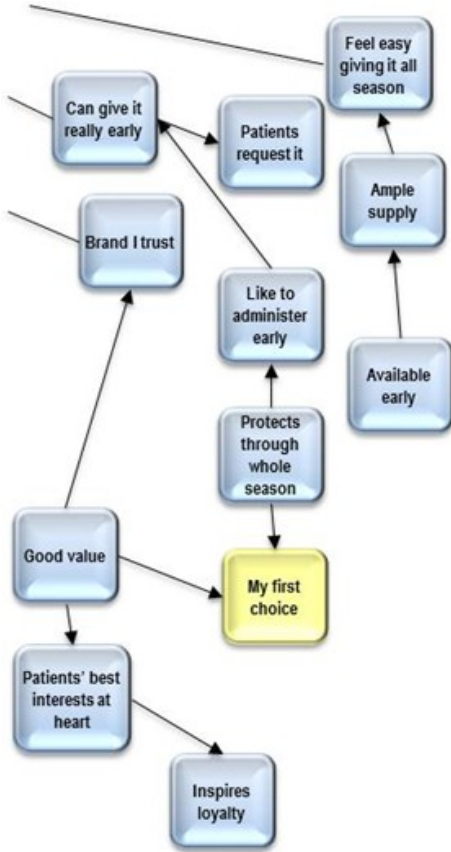 Feel easy
giving it all
season
Can give it
really early
Patients
request it
Ample
supply
Brand I trust
Like to
administer
early
Available
early
Protects
through
whole
season
Good value
My first
choice
Patients’ best
interests at
heart
Inspires
loyalty